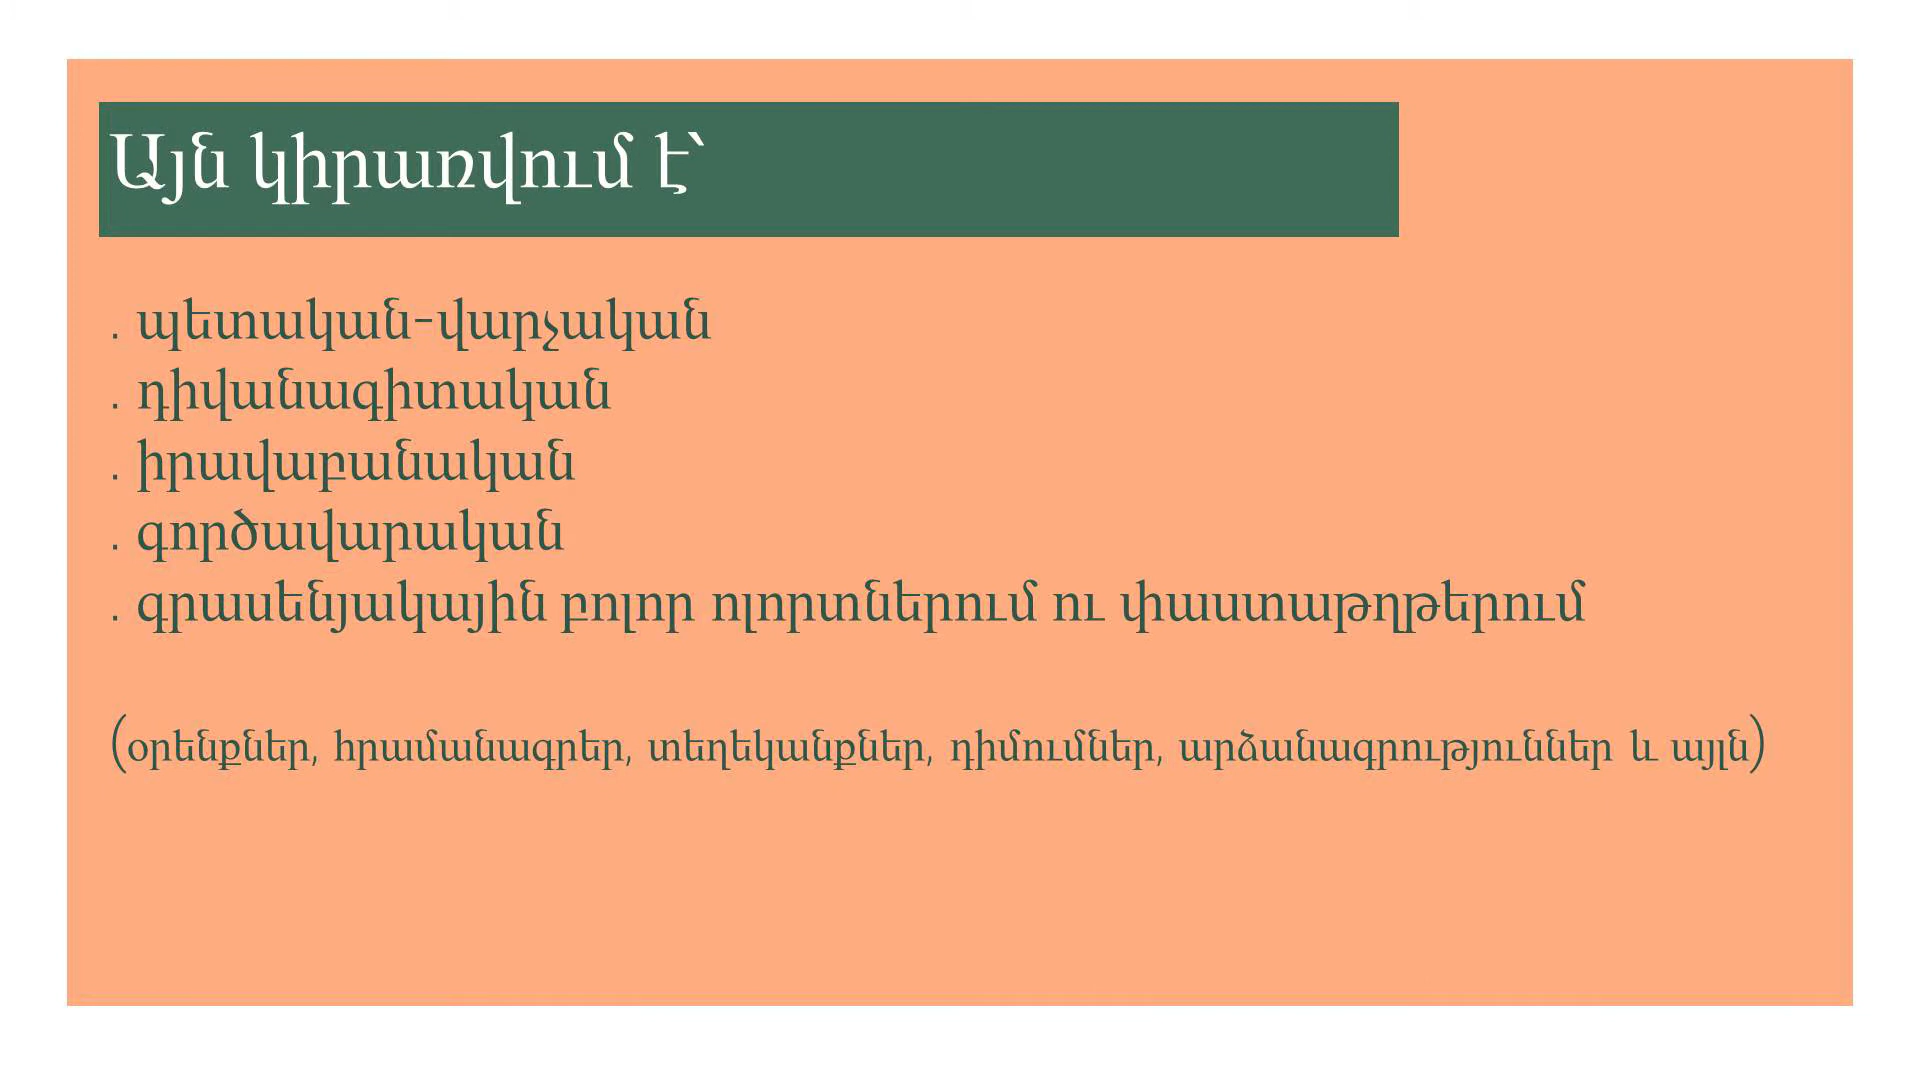 Այն կիրառվում է՝
. պետական-վարչական
. դիվանագիտական
. իրավաբանական
. գործավարական
. գրասենյակային բոլոր ոլորտներում ու փաստաթղթերում
(օրենքներ, հրամանագրեր, տեղեկանքներ, դիմումներ, արձանագրություններ և այլն)